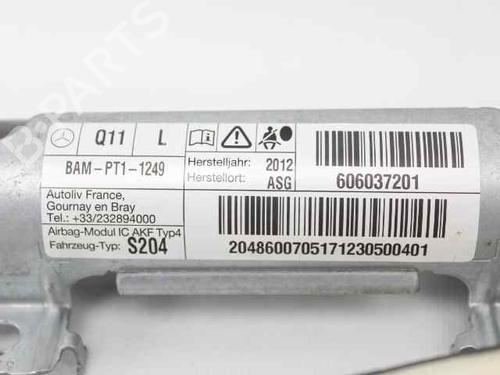 Q11 L
BAM-PT1-1249
Herstelljahr: 2012
Herstellort: ASG
606037201
Autoliv France,
Gournay en Bray
Tel.: +33/232894000
Airbag-Modul IC AKF Typ4
Fahrzeug-Typ: S204
2048600705171230500401
B-PARTS